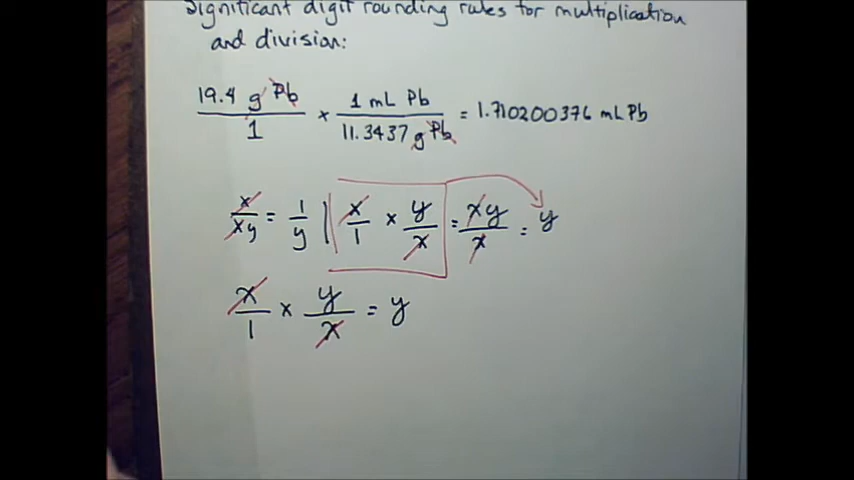 Significant digit rounding rules for multiplication
and division:
19.4 g Pb / 1 × 1 mL Pb / 11.3437 g Pb = 1.710200376 mL Pb
x / xy = 1 / y | x / 1 × y / x = xy / x = y
x / 1 × y / x = y